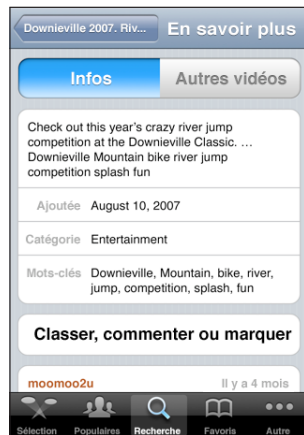 Downieville 2007. Riv... En savoir plus
Infos Autres vidéos
Check out this year's crazy river jump
competition at the Downieville Classic. ...
Downieville Mountain bike river jump
competition splash fun
Ajoutée August 10, 2007
Catégorie Entertainment
Mots-clés Downieville, Mountain, bike, river,
jump, competition, splash, fun
Classer, commenter ou marquer
moomoo2u Il y a 4 mois
Sélection Populaires Recherche Favoris Autre